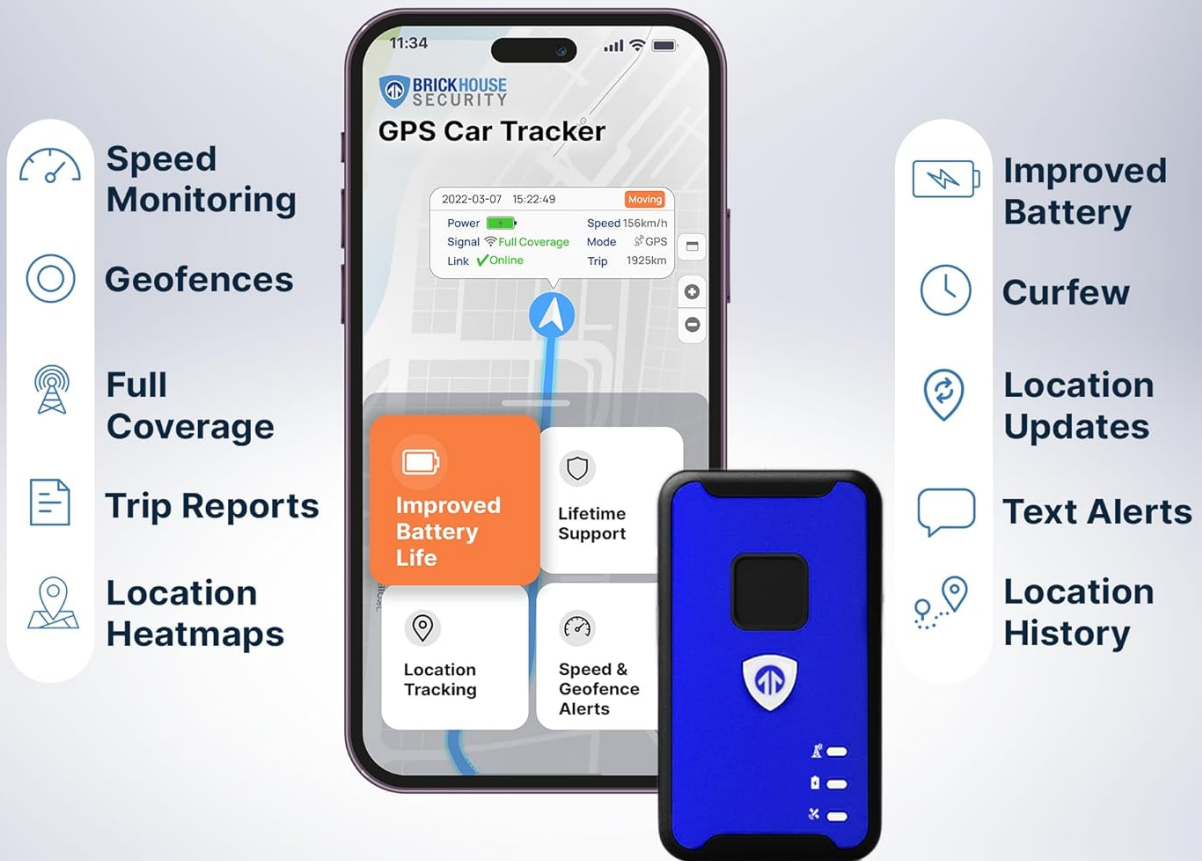 Speed
Monitoring
Geofences
Full
Coverage
Trip Reports
Location
Heatmaps
11:34
BRICKHOUSE
SECURITY
GPS Car Tracker
2022-03-07 15:22:49 Moving
Power Speed 156km/h
Signal Full Coverage Mode GPS
Link Online Trip 1925km
Improved
Battery
Life
Lifetime
Support
Location
Tracking
Speed &
Geofence
Alerts
Improved
Battery
Curfew
Location
Updates
Text Alerts
Location
History